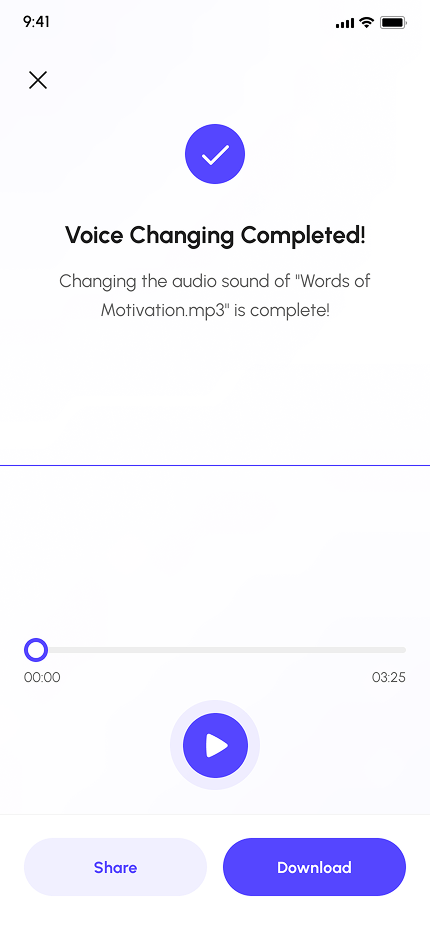 9:41
Voice Changing Completed!
Changing the audio sound of "Words of
Motivation.mp3" is complete!
00:00
03:25
Share
Download